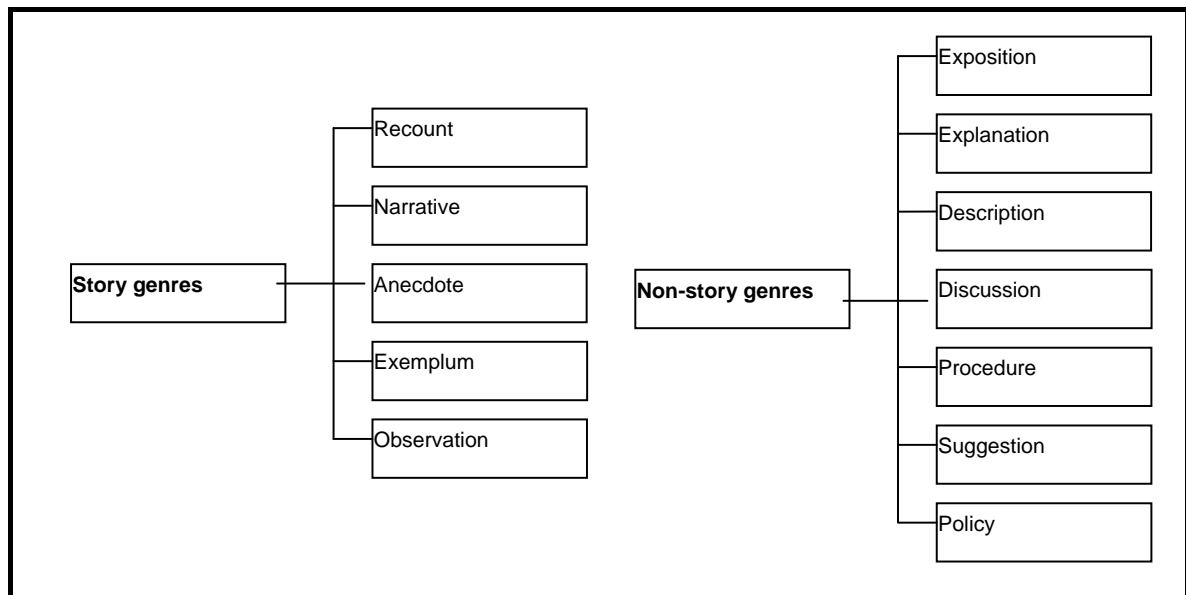 Story genres
Recount
Narrative
Anecdote
Exemplum
Observation
Non-story genres
Exposition
Explanation
Description
Discussion
Procedure
Suggestion
Policy